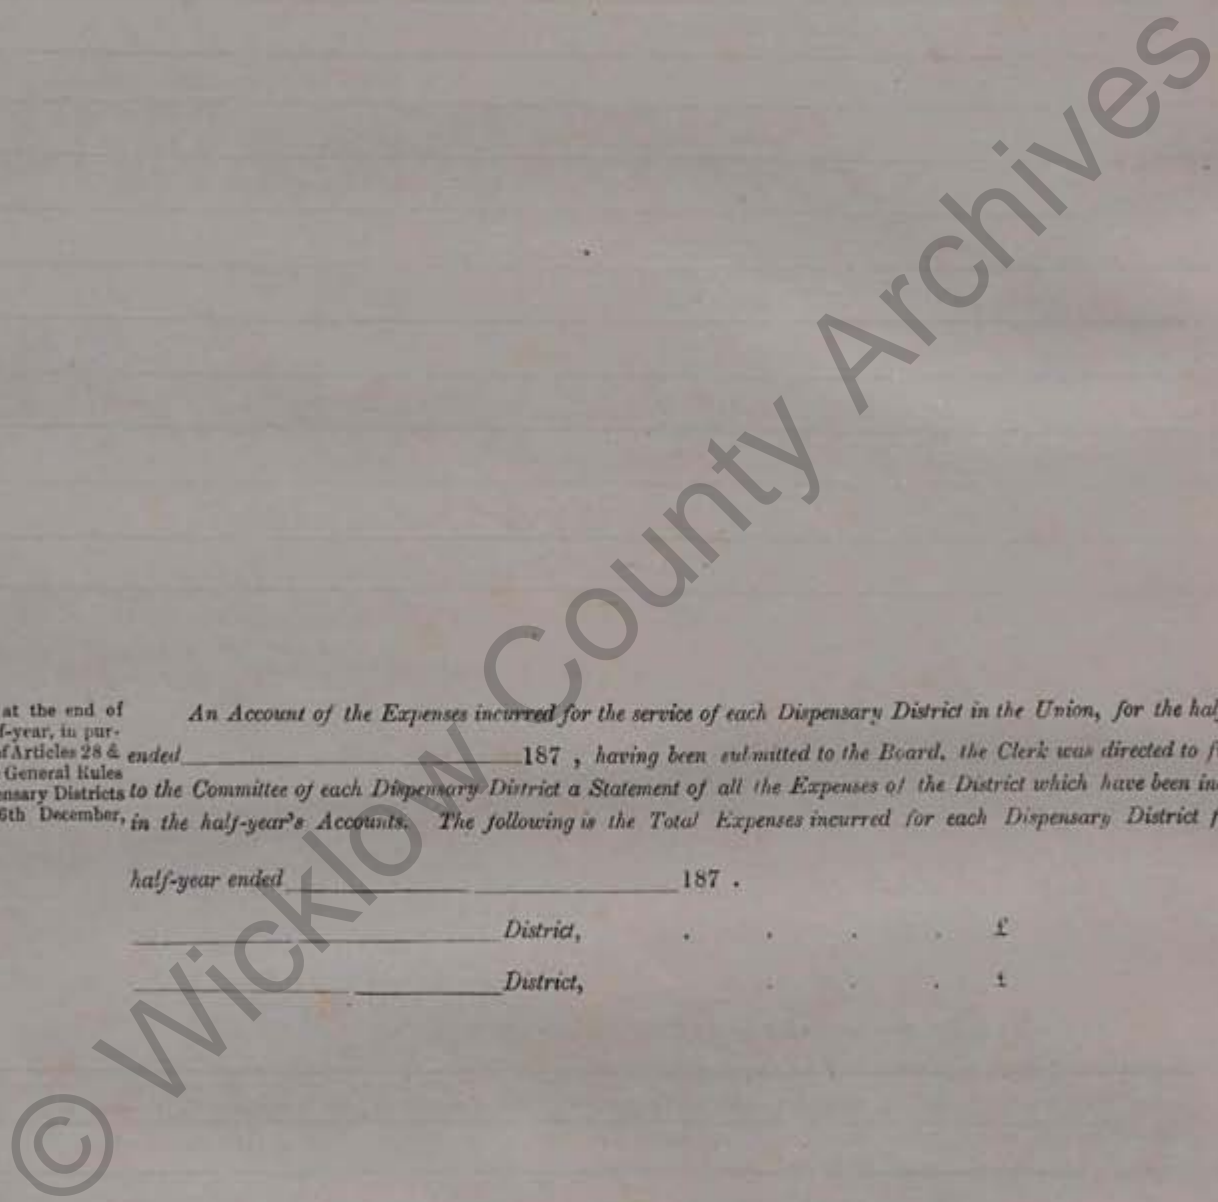 at the end of
f-year, in pur-
of Articles 28 &
General Rules
ensary Districts
6th December,
An Account of the Expenses incurred for the service of each Dispensary District in the Union, for the hal
ended 187 , having been submitted to the Board, the Clerk was directed to f
to the Committee of each Dispensary District a Statement of all the Expenses of the District which have been in
in the half-year's Accounts. The following is the Total Expenses incurred for each Dispensary District f
half-year ended 187 .
District, . . . . £
District, . . . £
© Wicklow County Archives